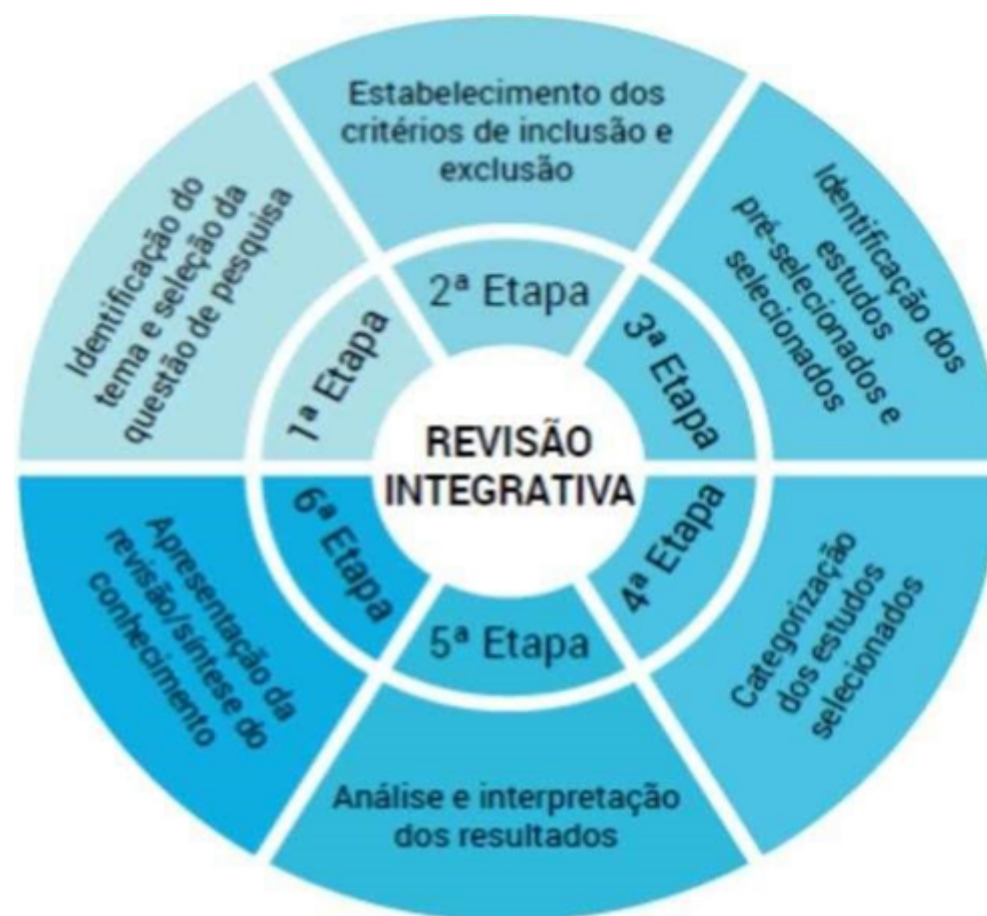 REVISÃO
INTEGRATIVA
1ª Etapa
Identificação do
tema e seleção da
questão de pesquisa
2ª Etapa
Estabelecimento dos
critérios de inclusão e
exclusão
3ª Etapa
Identificação dos
estudos
pré-selecionados e
selecionados
4ª Etapa
Categorização
dos estudos
selecionados
5ª Etapa
Análise e interpretação
dos resultados
6ª Etapa
Apresentação da
revisão/síntese do
conhecimento